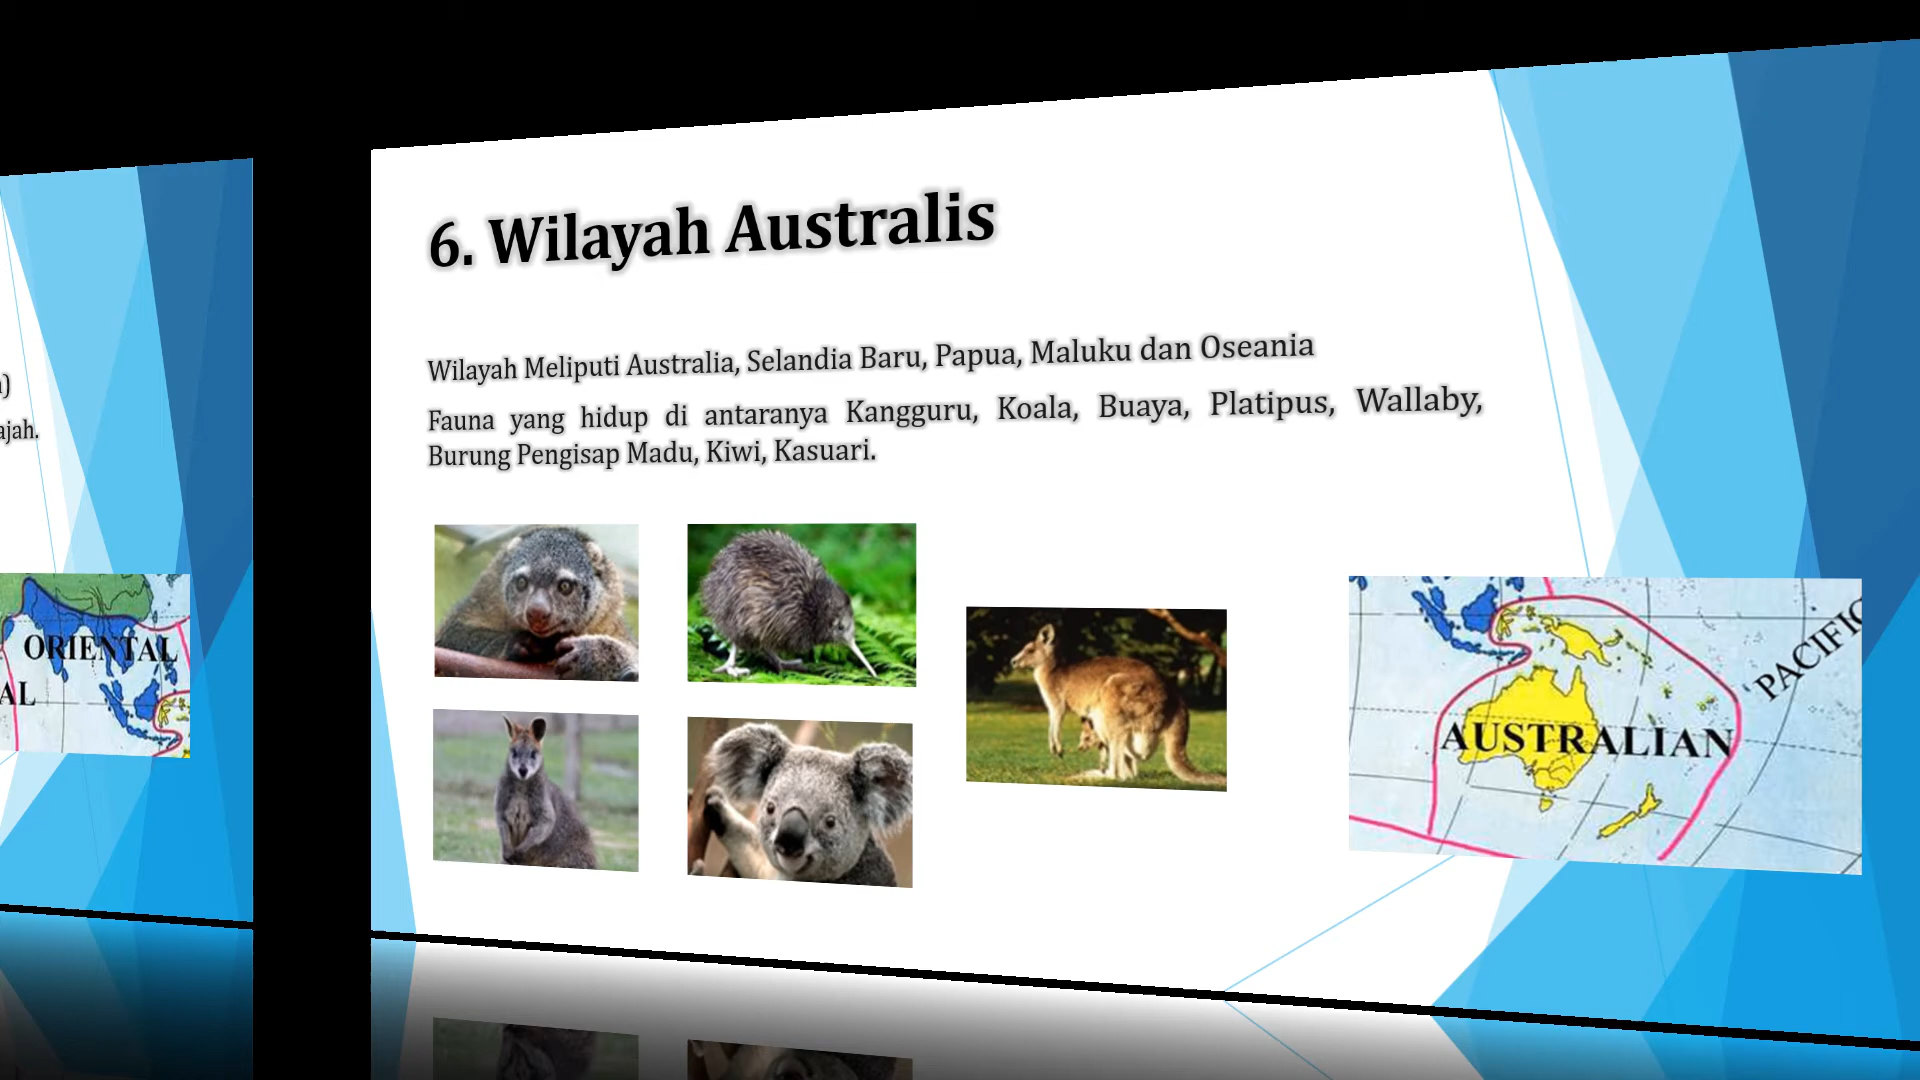 6. Wilayah Australis
Wilayah Meliputi Australia, Selandia Baru, Papua, Maluku dan Oseania
Fauna yang hidup di antaranya Kangguru, Koala, Buaya, Platipus, Wallaby,
Burung Pengisap Madu, Kiwi, Kasuari.
ORIENTAL
PACIFIC
AUSTRALIAN